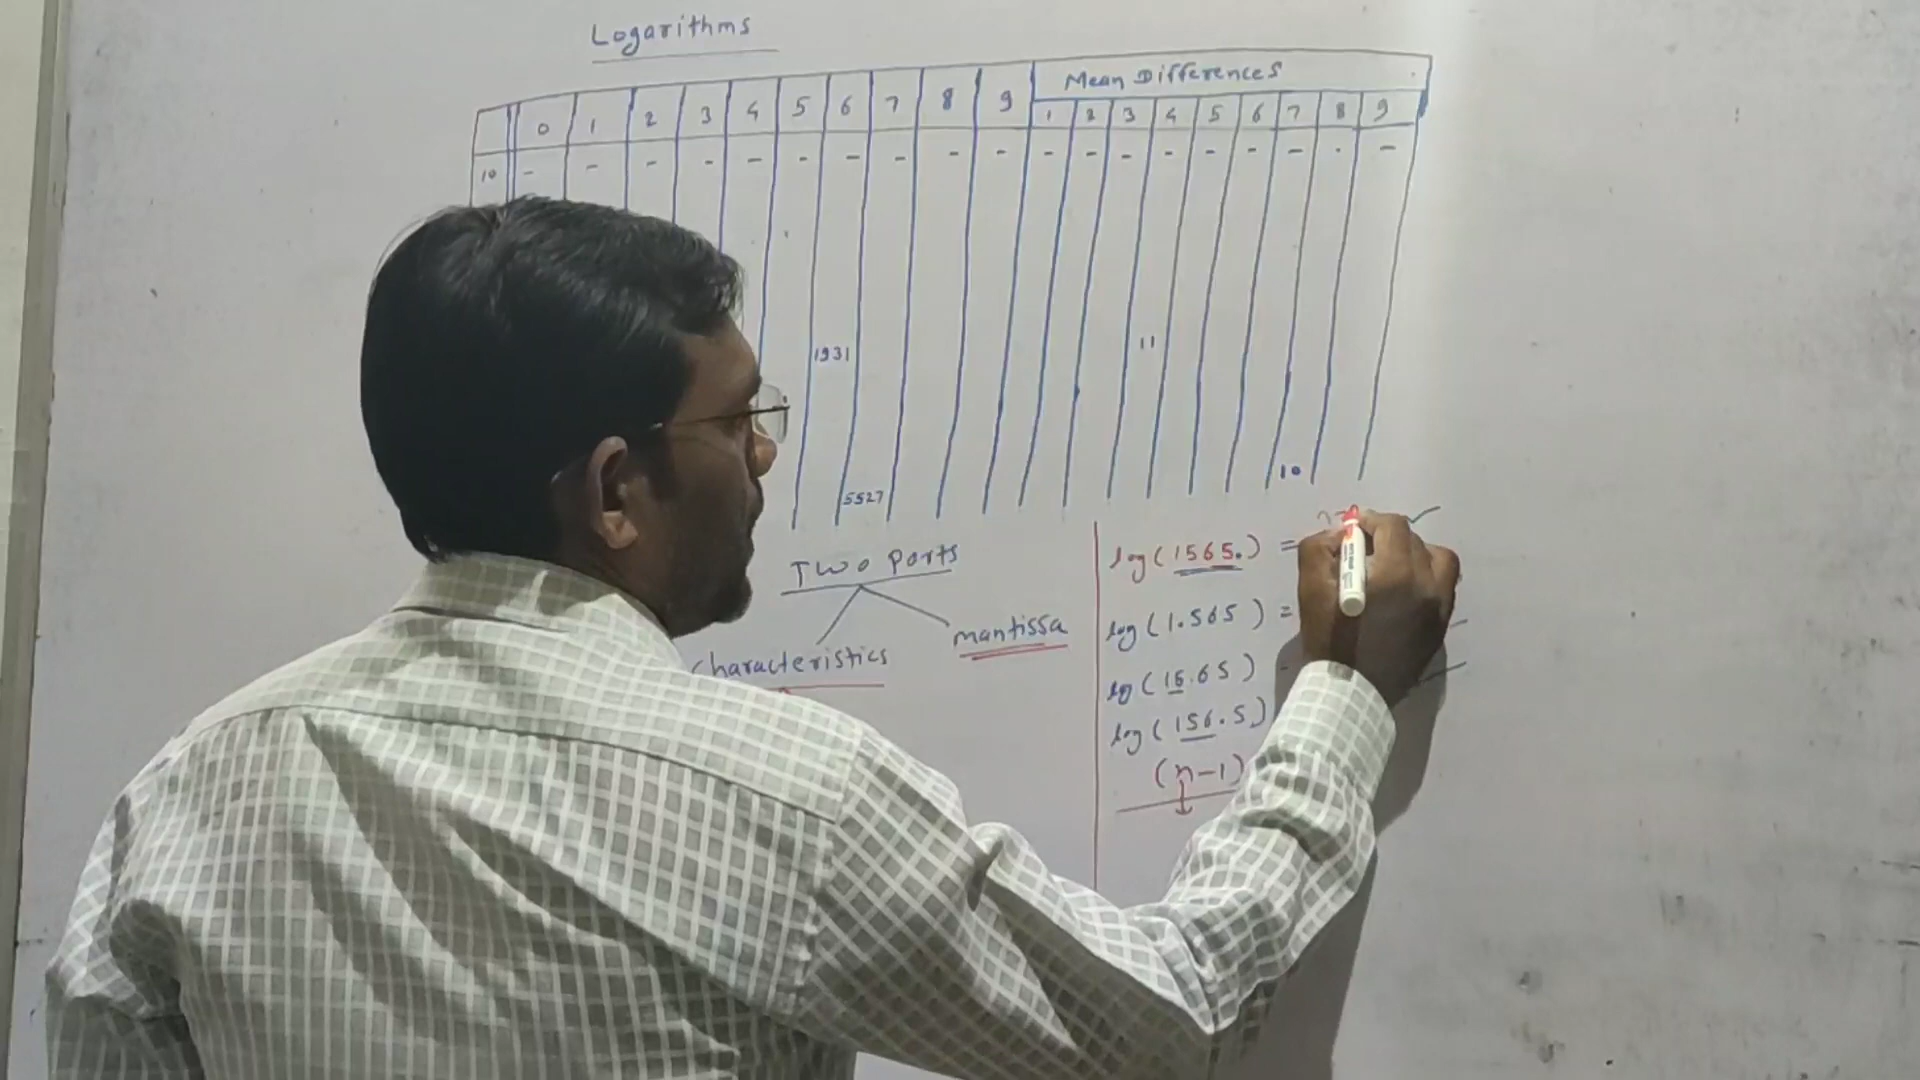 Logarithms
Mean Differences
0 1 2 3 4 5 6 7 8 9 1 2 3 4 5 6 7 8 9
10 - - - - - - - - - - - - - - - - - . -
1931 11
5527 10
Two Parts
characteristics mantissa
log (1565.) =
log (1.565) =
log (15.65)
log (156.5)
(n-1)